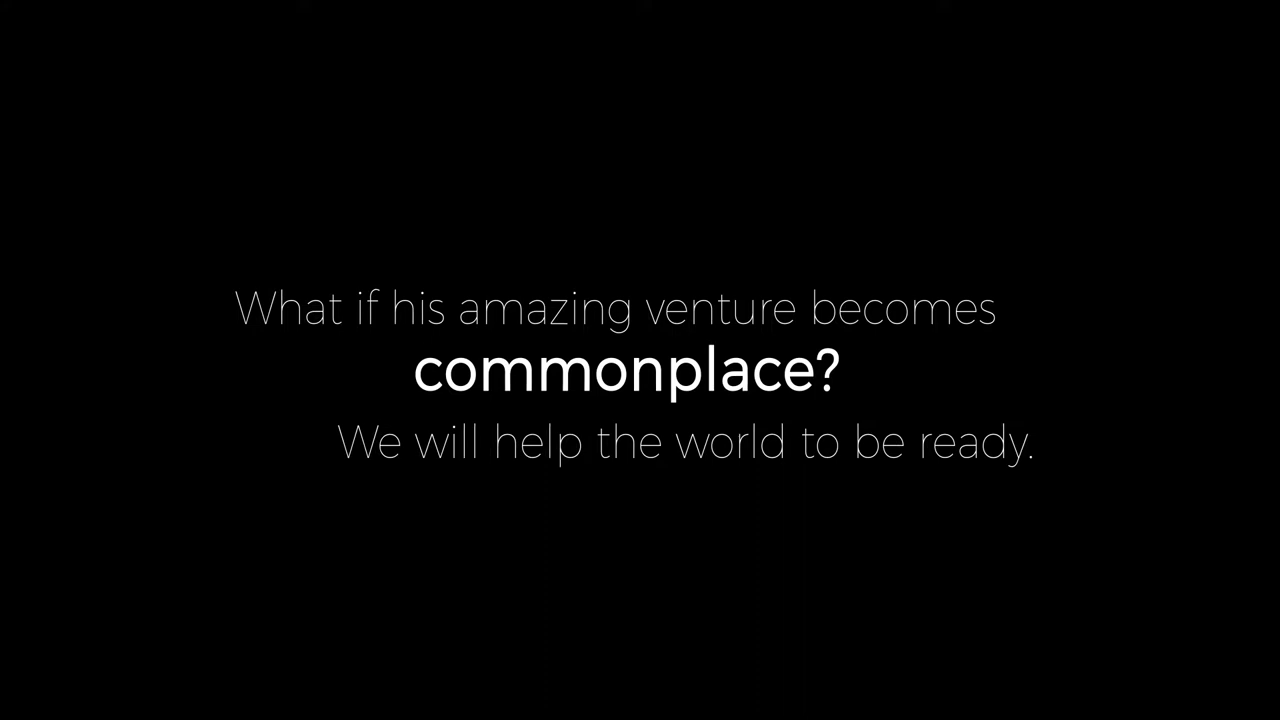 What if his amazing venture becomes
commonplace?
We will help the world to be ready.